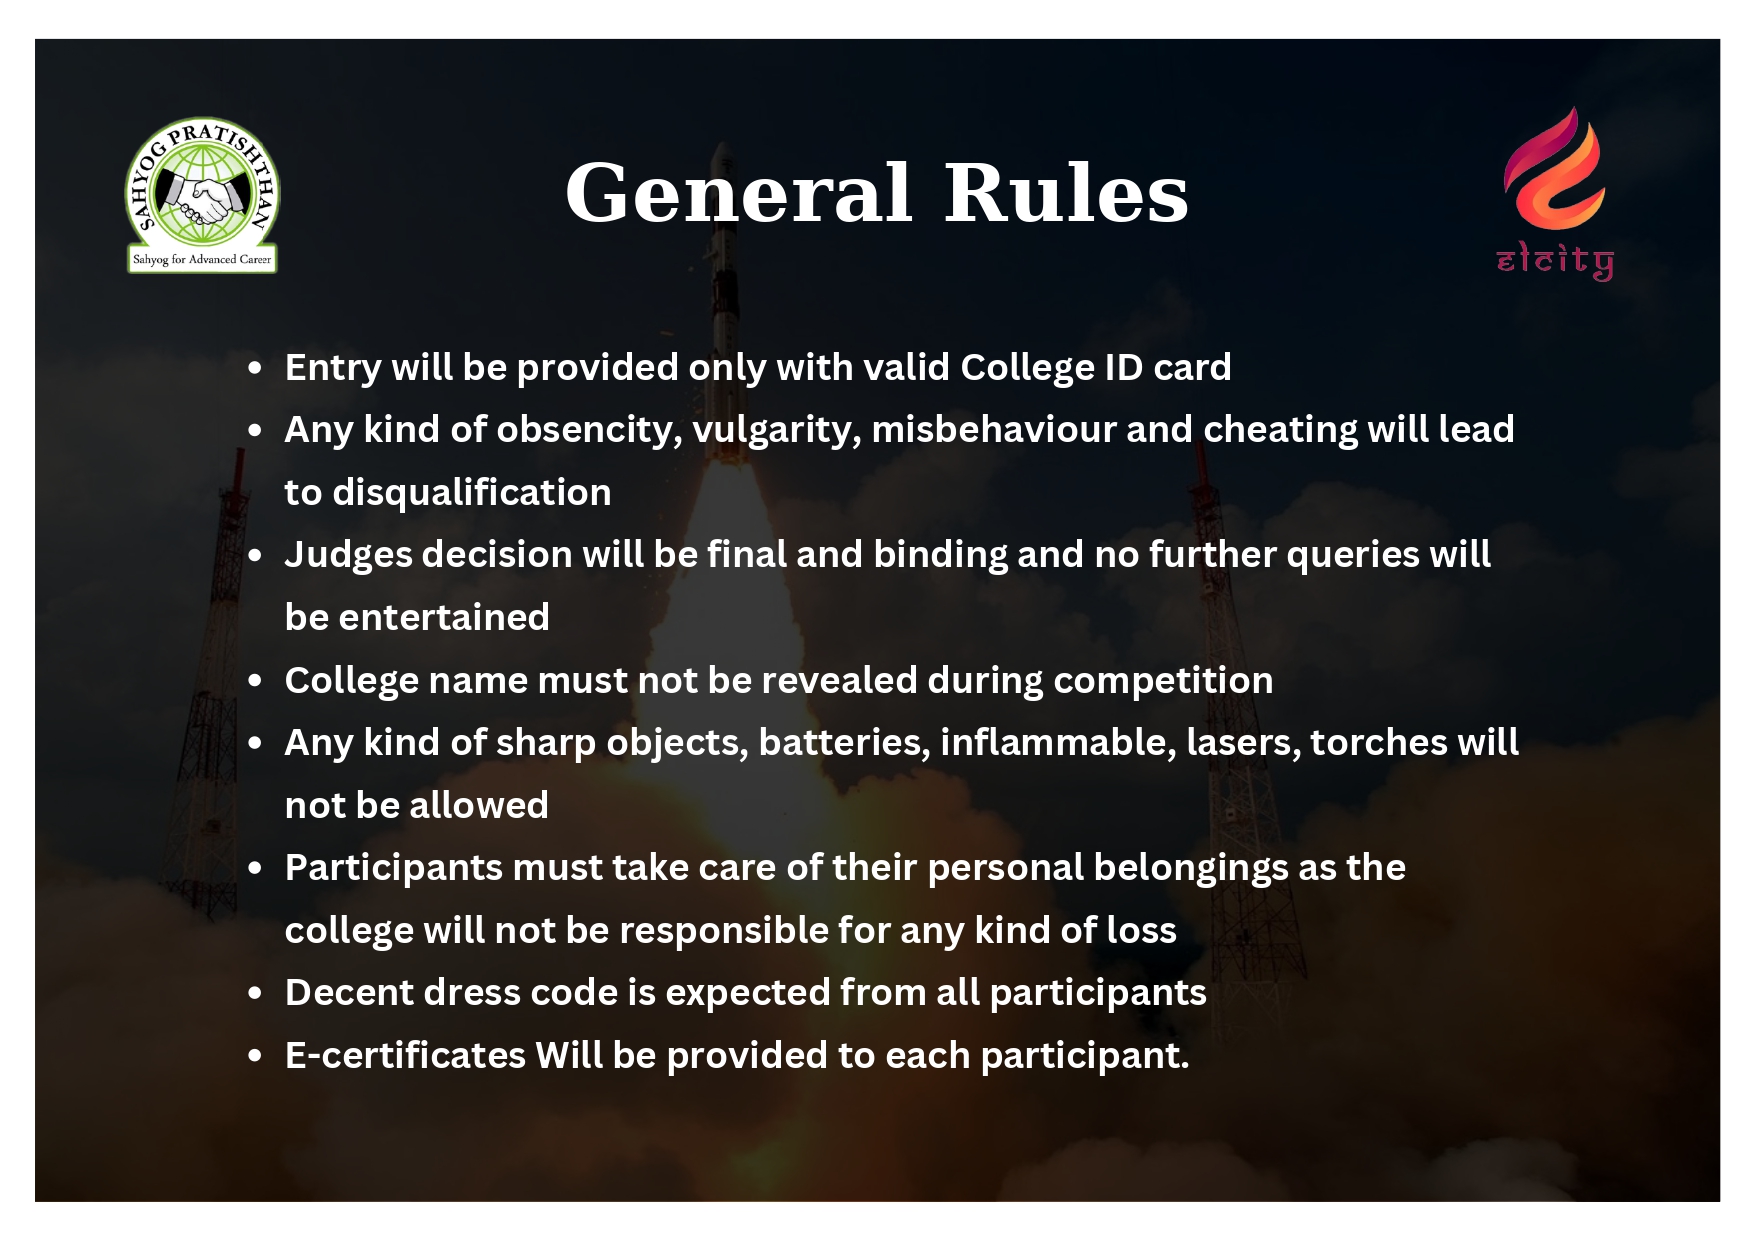 SAHYOG PRATISHTHAN
Sahyog for Advanced Career
General Rules
elcity
• Entry will be provided only with valid College ID card
• Any kind of obsencity, vulgarity, misbehaviour and cheating will lead
to disqualification
• Judges decision will be final and binding and no further queries will
be entertained
• College name must not be revealed during competition
• Any kind of sharp objects, batteries, inflammable, lasers, torches will
not be allowed
• Participants must take care of their personal belongings as the
college will not be responsible for any kind of loss
• Decent dress code is expected from all participants
• E-certificates Will be provided to each participant.